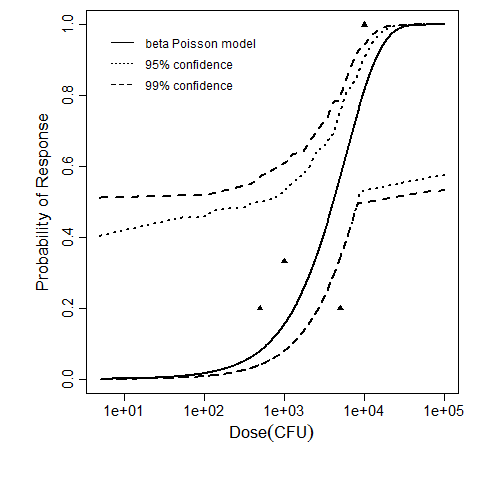 beta Poisson model
95% confidence
99% confidence
Probability of Response
1.0
0.8
0.6
0.4
0.2
0.0
1e+01 1e+02 1e+03 1e+04 1e+05
Dose(CFU)